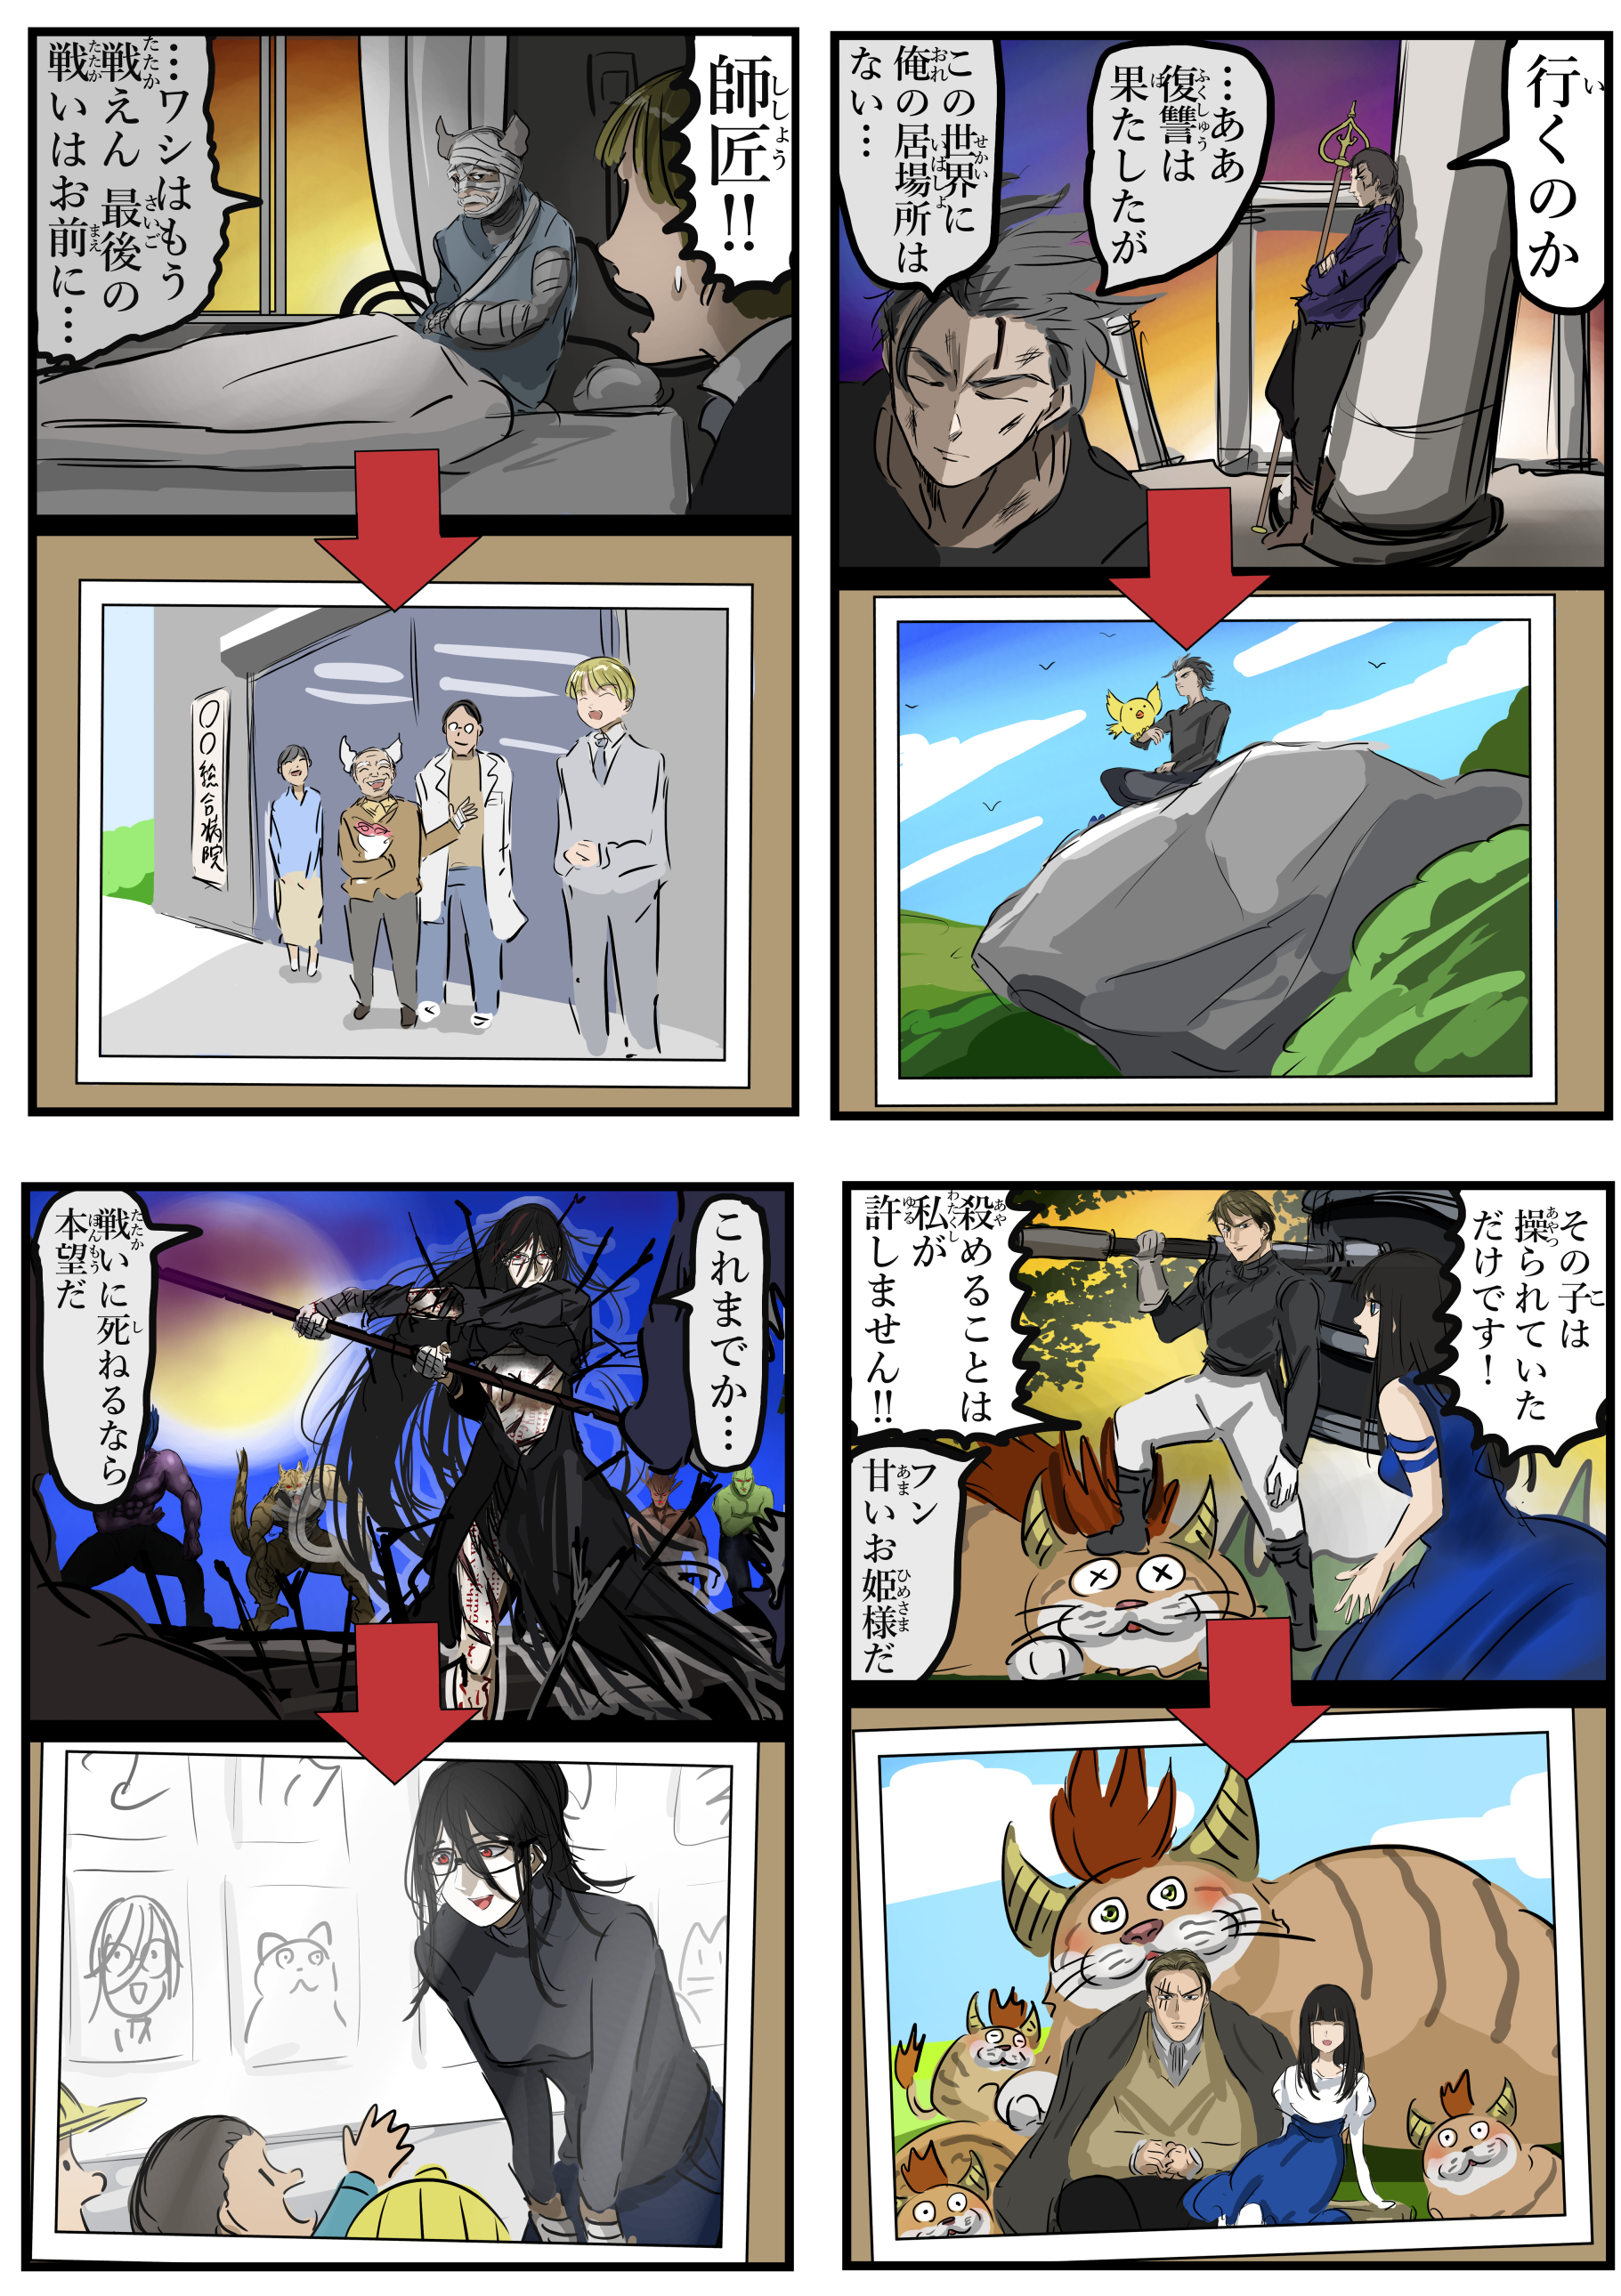 行くのか
…ああ
復讐は
果たしたが
この世界に
俺の居場所は
ない…
師匠!!
…ワシはもう
戦えん 最後の
戦いはお前に…
〇〇総合病院
その子は
操られていた
だけです!
殺めることは
私が
許しません!!
フン
甘いお姫様だ
これまでか…
戦いに死ねるなら
本望だ